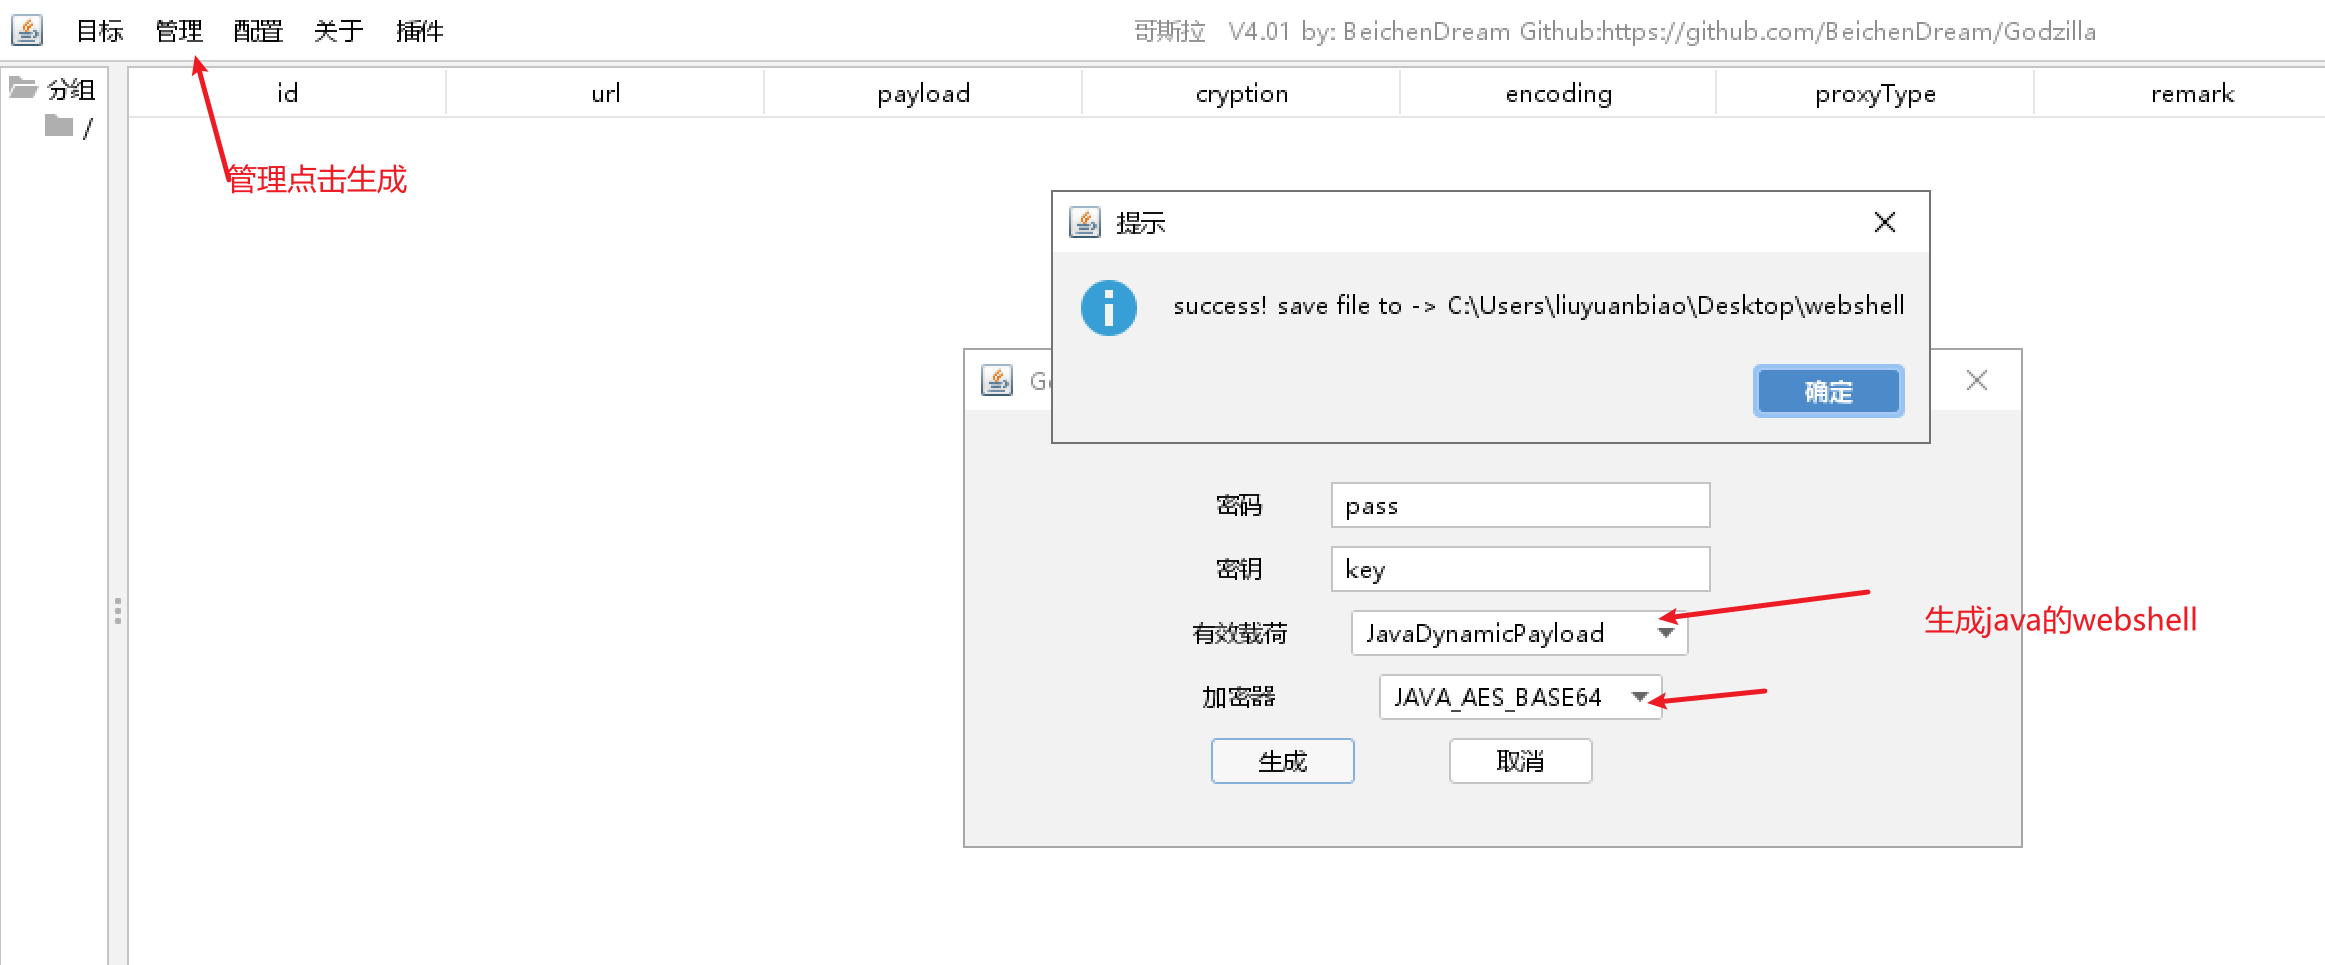 目标 管理 配置 关于 插件 哥斯拉 V4.01 by: BeichenDream Github:https://github.com/BeichenDream/Godzilla
分组
/
id url payload cryption encoding proxyType remark
管理点击生成
提示
success! save file to -> C:\Users\liuyuanbiao\Desktop\webshell
确定
密码 pass
密钥 key
有效载荷 JavaDynamicPayload
生成java的webshell
加密器 JAVA_AES_BASE64
生成 取消